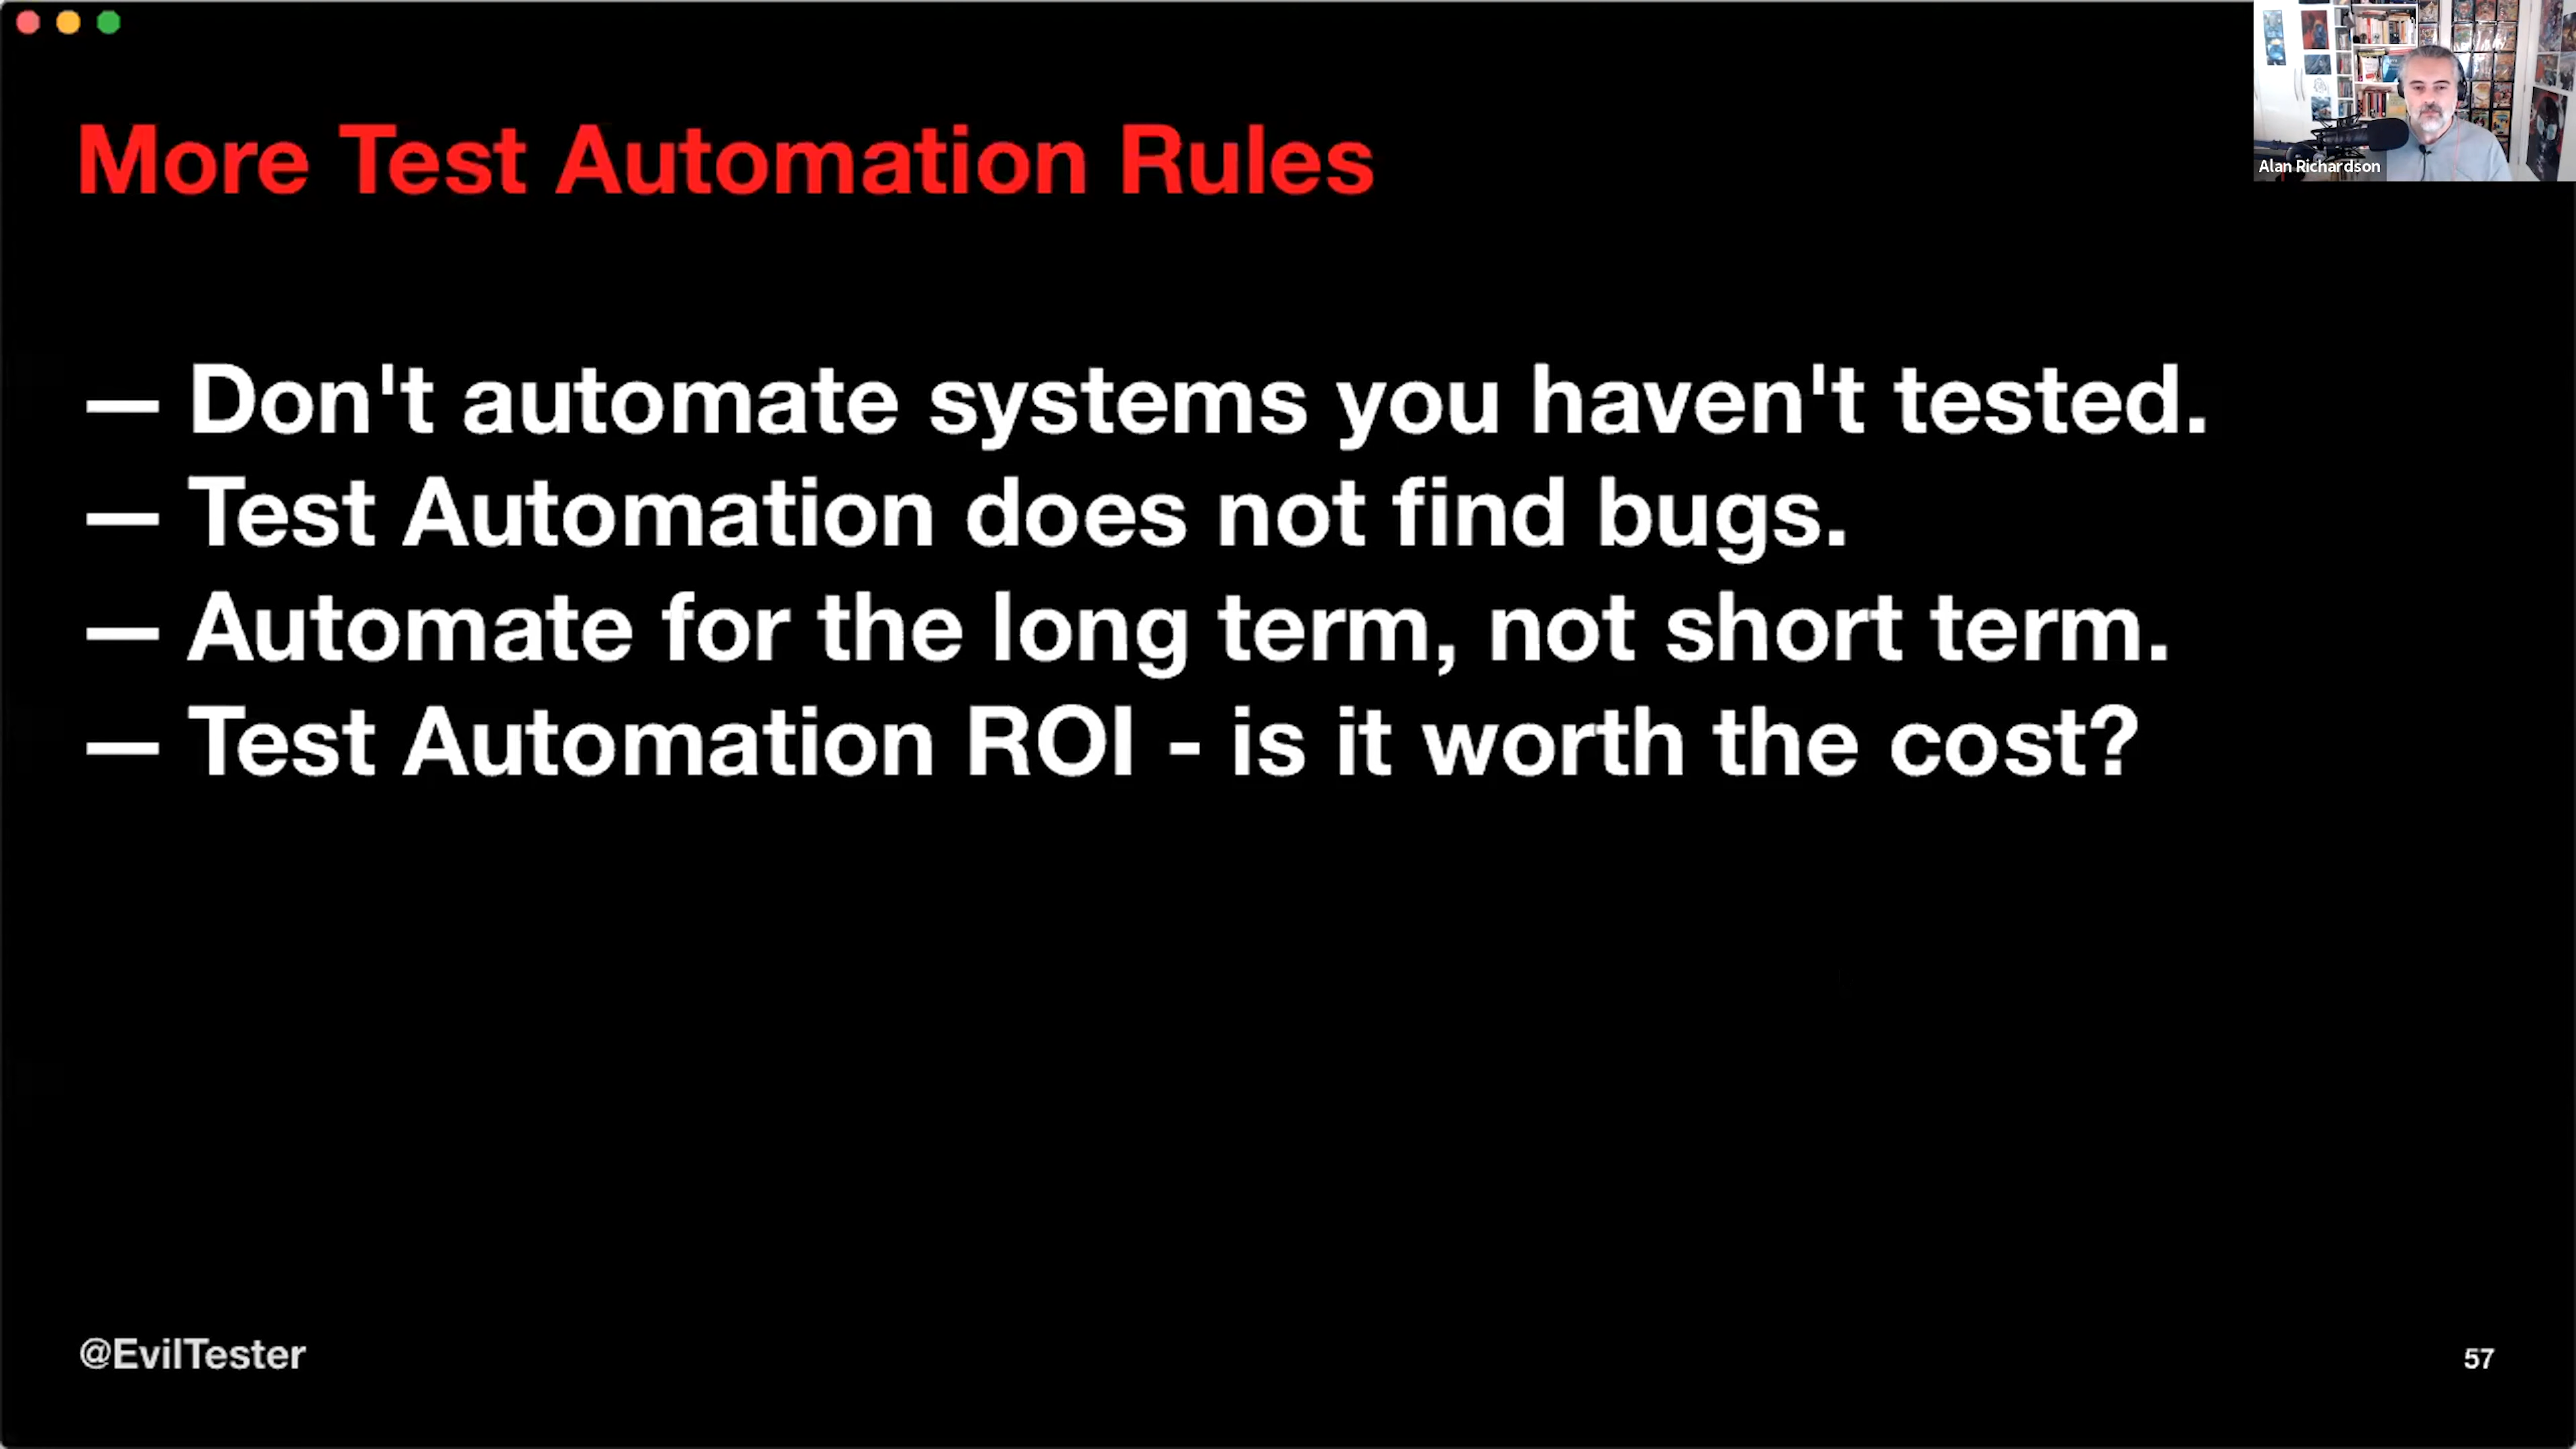 More Test Automation Rules
Alan Richardson
— Don't automate systems you haven't tested.
— Test Automation does not find bugs.
— Automate for the long term, not short term.
— Test Automation ROI - is it worth the cost?
@EvilTester
57